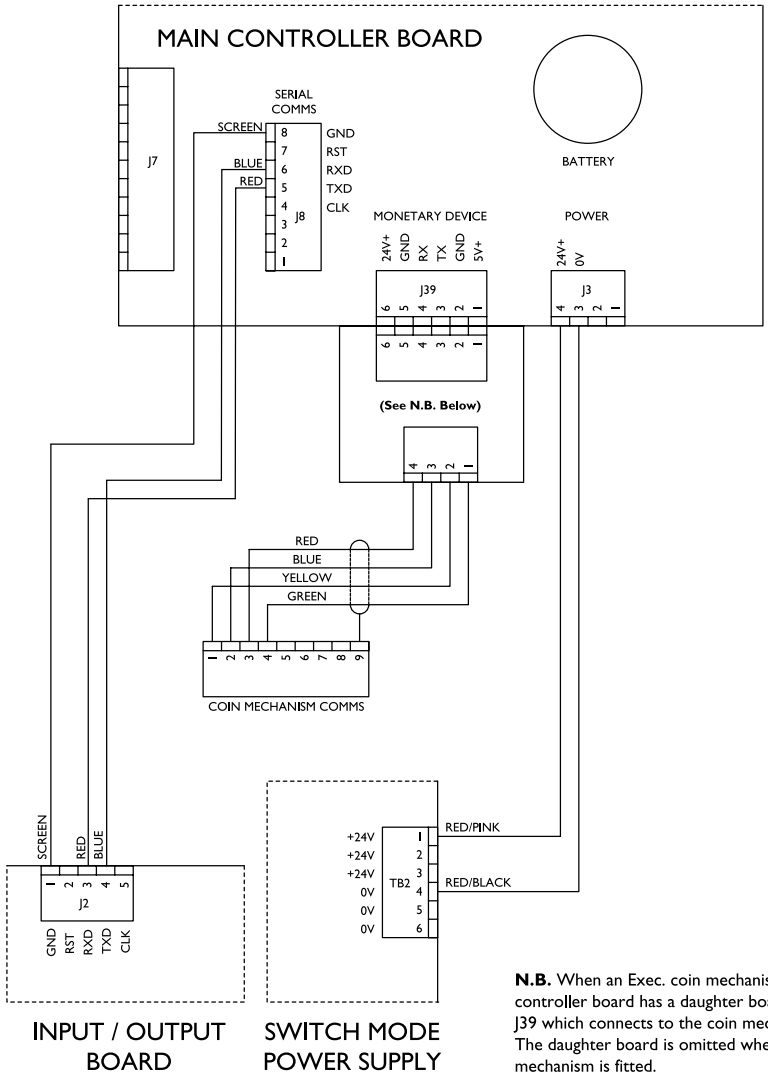 MAIN CONTROLLER BOARD
SERIAL
COMMS
SCREEN 8 GND
7 RST
BLUE 6 RXD
RED 5 TXD
4 CLK
3
2
1
J7
J8
BATTERY
MONETARY DEVICE
24V+ GND RX TX GND 5V+
J39
6 5 4 3 2 1
6 5 4 3 2 1
POWER
24V+ 0V
J3
4 3 2 1
(See N.B. Below)
4 3 2 1
RED
BLUE
YELLOW
GREEN
1 2 3 4 5 6 7 8 9
COIN MECHANISM COMMS
SCREEN RED BLUE
1 2 3 4 5
J2
GND RST RXD TXD CLK
INPUT / OUTPUT
BOARD
+24V 1 RED/PINK
+24V 2
+24V 3
0V TB2 4 RED/BLACK
0V 5
0V 6
SWITCH MODE
POWER SUPPLY
N.B. When an Exec. coin
controller board has a daughter
J39 which connects to the coin
The daughter board is omitted
mechanism is fitted.